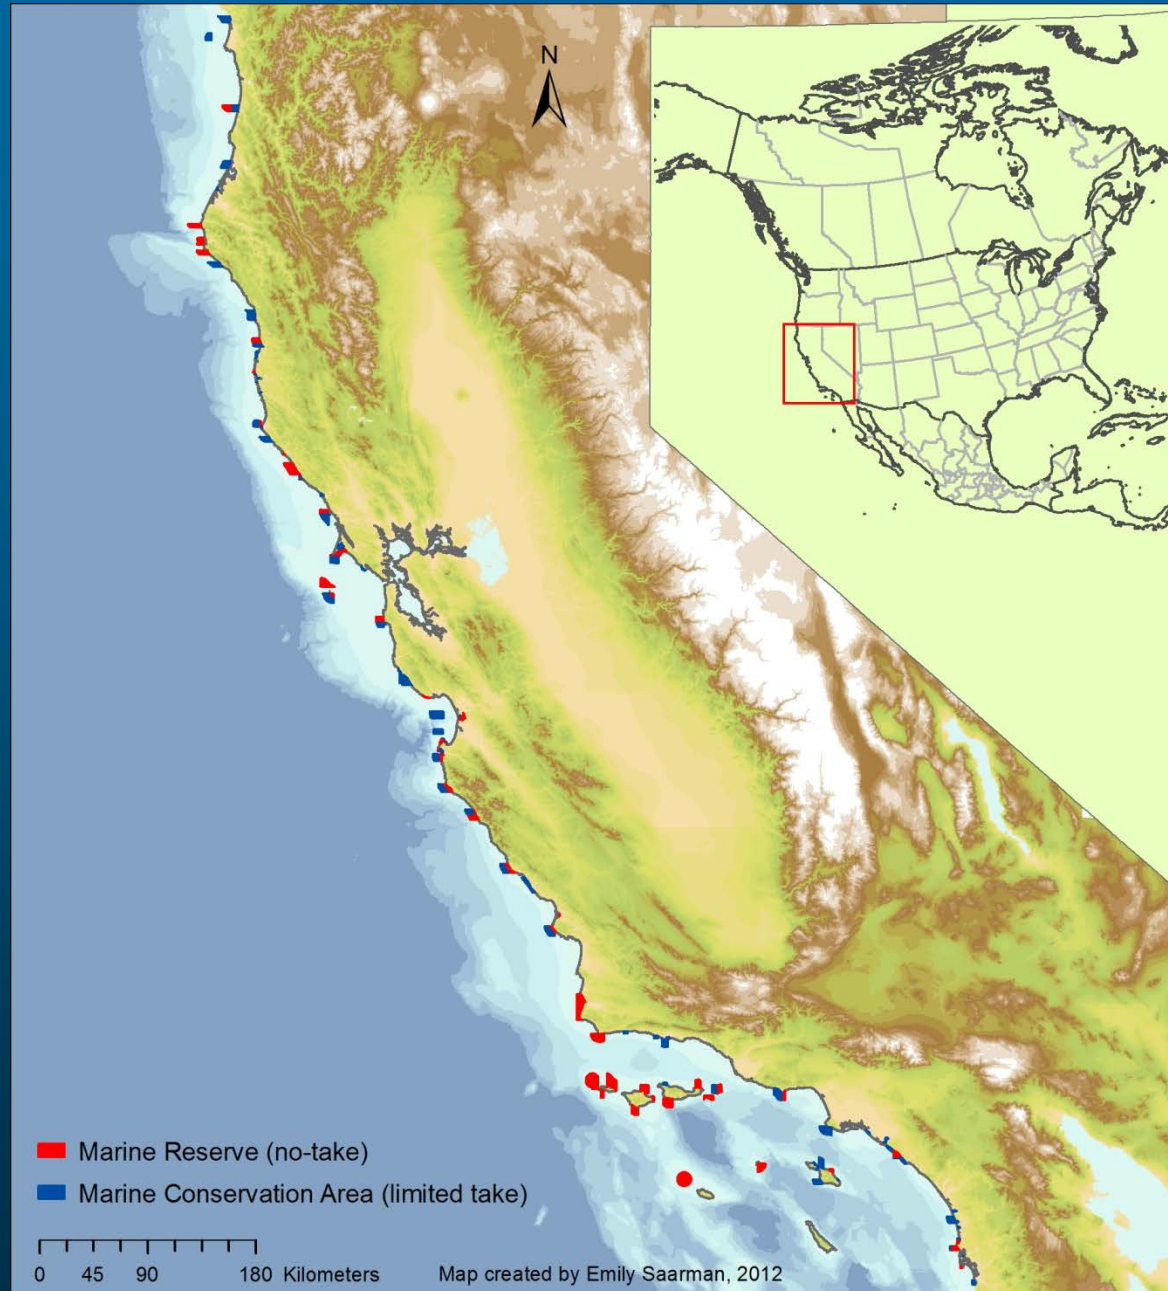 N
Marine Reserve (no-take)
Marine Conservation Area (limited take)
0 45 90 180 Kilometers
Map created by Emily Saarman, 2012